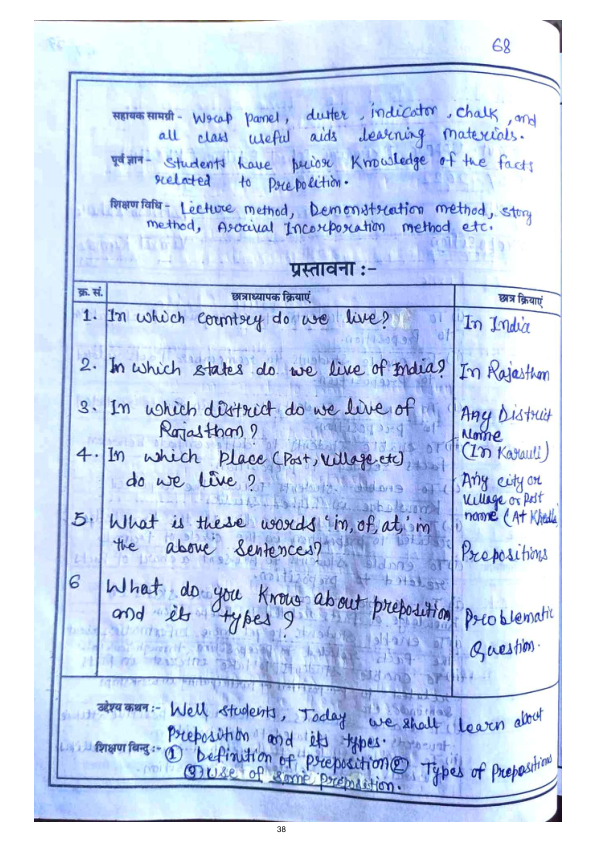 68
सहायक सामग्री - Wrap Panel, duster, indicator, chalk, and
all class useful aids learning materials.
पूर्व ज्ञान - Students have prior Knowledge of the facts
related to Preposition.
शिक्षण विधि - Lecture method, Demonstration method, story
method, Incorporation method etc.
प्रस्तावना :-
क्र. सं. छात्राध्यापक क्रियाएं छात्र क्रियाएं
1. In which country do we live? In India
2. In which states do we live of India? In Rajasthan
3. In which district do we live of Any District
Rajasthan? Name
(In Karauli)
4. In which Place (Post, Village, etc)
do we live ? Any city or
Village or Post
name (At
5. What is these words 'in, of, at, in
the above Sentences? Prepositions
6 What do you Know about preposition
and its types ? Problematic
Question.
उद्देश्य कथन :- Well students, Today we shall learn about
Preposition and its types.
शिक्षण बिन्दु :- ① Definition of preposition ② Types of Prepositions
③ Use of some preposition.
38